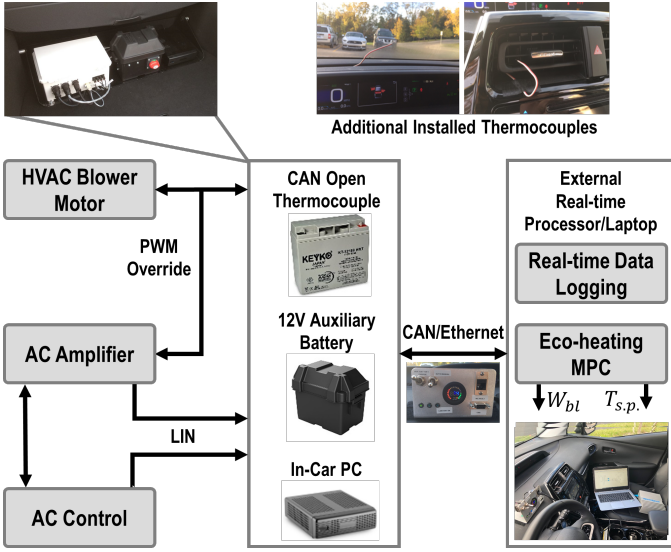 Additional Installed Thermocouples
HVAC Blower
Motor
PWM
Override
AC Amplifier
LIN
AC Control
CAN Open
Thermocouple
KEYKO
JAPAN
12V Auxiliary
Battery
In-Car PC
CAN/Ethernet
External
Real-time
Processor/Laptop
Real-time Data
Logging
Eco-heating
MPC
W_bl T_s.p.
0